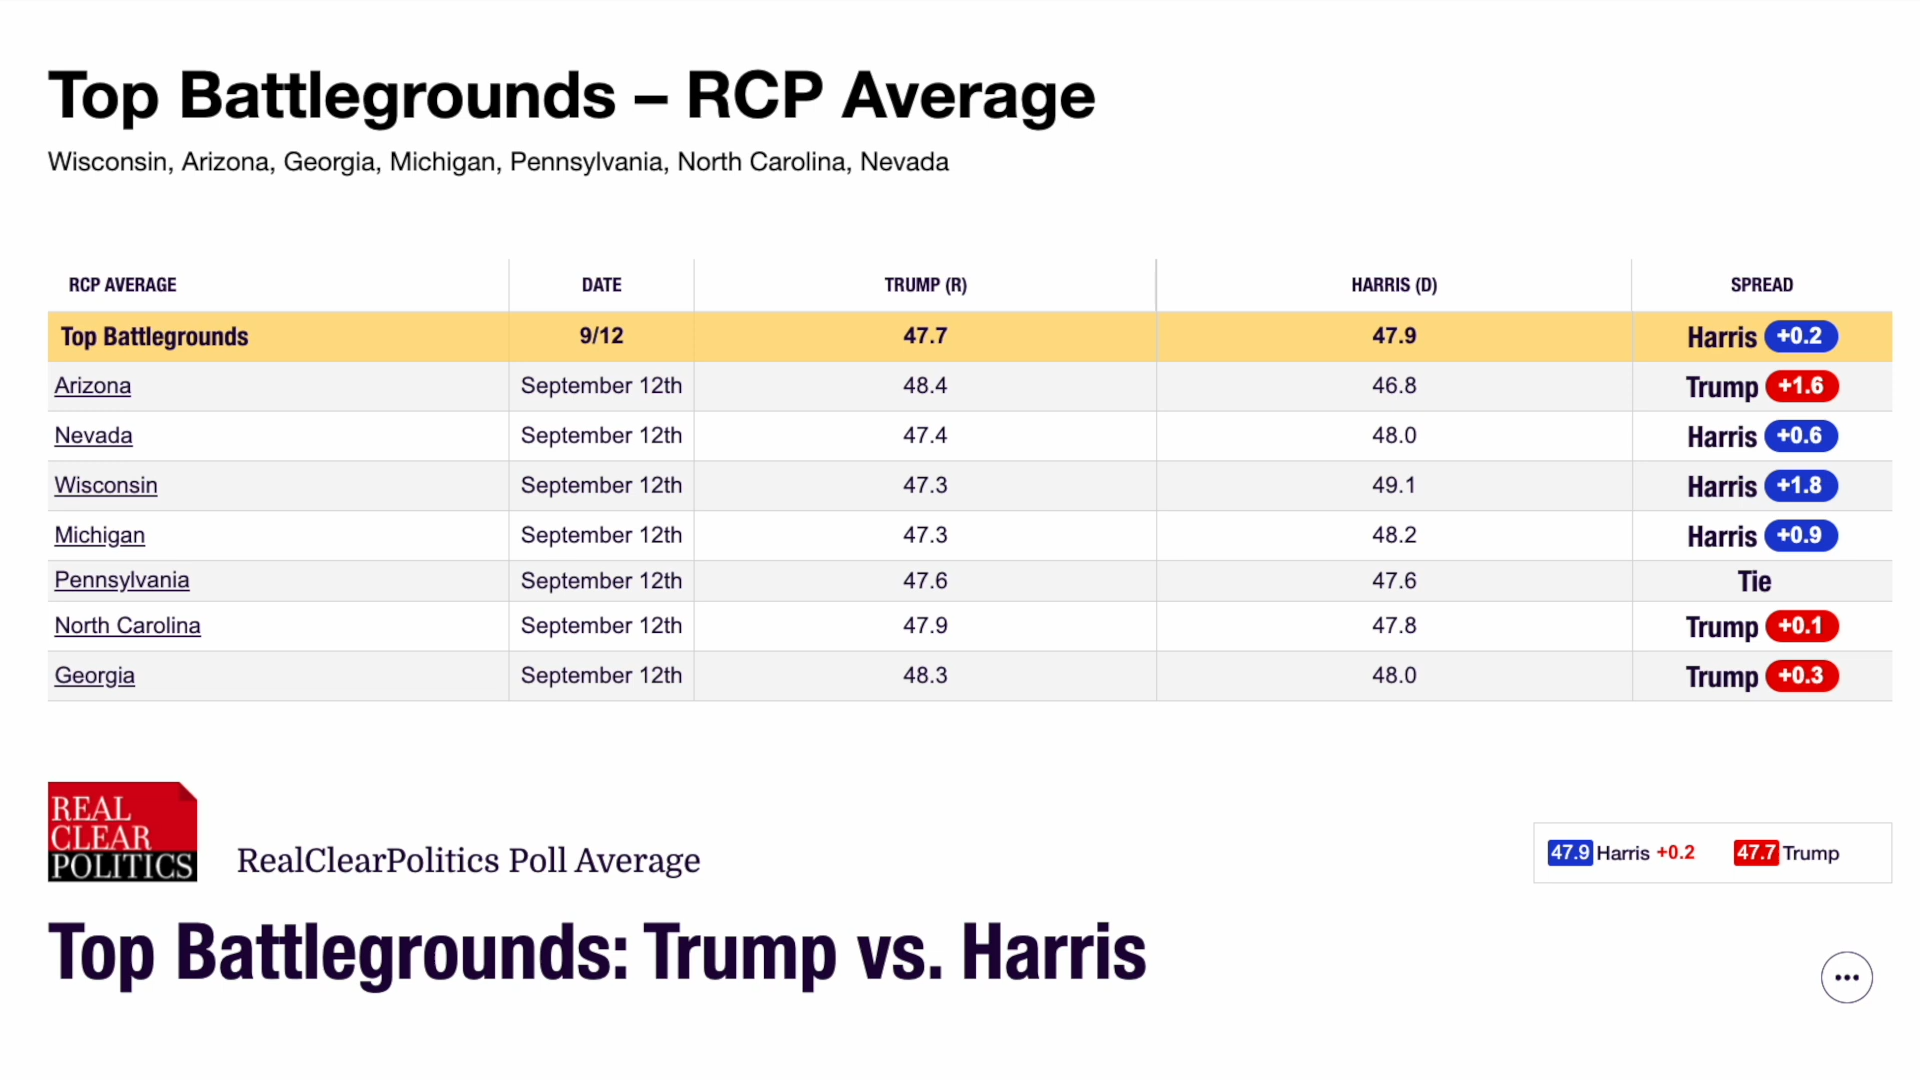 Top Battlegrounds – RCP Average
Wisconsin, Arizona, Georgia, Michigan, Pennsylvania, North Carolina, Nevada
RCP AVERAGE DATE TRUMP (R) HARRIS (D) SPREAD
Top Battlegrounds 9/12 47.7 47.9 Harris +0.2
Arizona September 12th 48.4 46.8 Trump +1.6
Nevada September 12th 47.4 48.0 Harris +0.6
Wisconsin September 12th 47.3 49.1 Harris +1.8
Michigan September 12th 47.3 48.2 Harris +0.9
Pennsylvania September 12th 47.6 47.6 Tie
North Carolina September 12th 47.9 47.8 Trump +0.1
Georgia September 12th 48.3 48.0 Trump +0.3
REAL
CLEAR
POLITICS
RealClearPolitics Poll Average
47.9 Harris +0.2 47.7 Trump
Top Battlegrounds: Trump vs. Harris